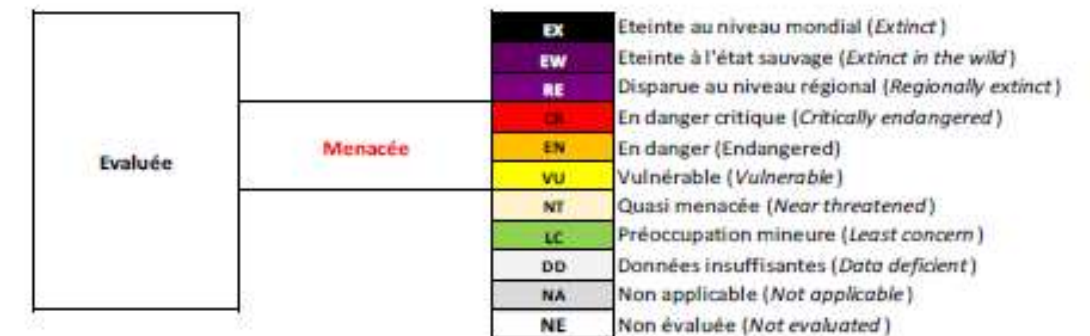 EX Eteinte au niveau mondial (Extinct)
EW Eteinte à l'état sauvage (Extinct in the wild)
RE Disparue au niveau régional (Regionally extinct)
CR En danger critique (Critically endangered)
Menacée
EN En danger (Endangered)
Evaluée
VU Vulnérable (Vulnerable)
NT Quasi menacée (Near threatened)
LC Préoccupation mineure (Least concern)
DD Données insuffisantes (Data deficient)
NA Non applicable (Not applicable)
NE Non évaluée (Not evaluated)